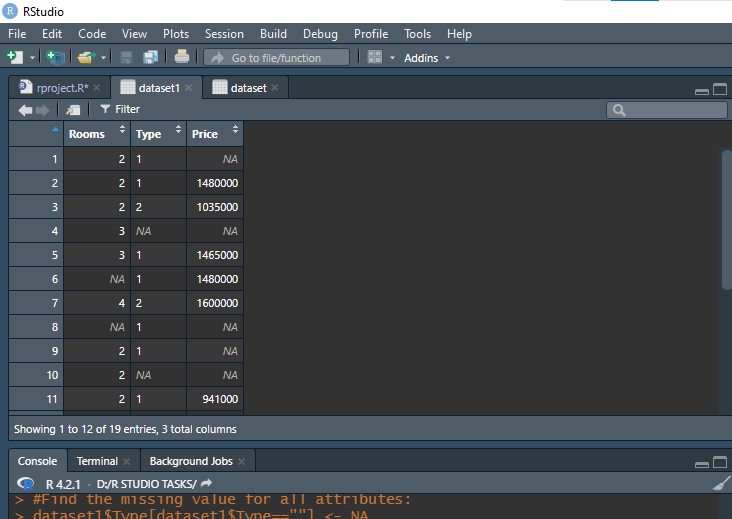 RStudio
File Edit Code View Plots Session Build Debug Profile Tools Help
Go to file/function Addins
rproject.R* dataset1 dataset
Filter
Rooms Type Price
1 2 1 NA
2 2 1 1480000
3 2 2 1035000
4 3 NA NA
5 3 1 1465000
6 NA 1 1480000
7 4 2 1600000
8 NA 1 NA
9 2 1 NA
10 2 NA NA
11 2 1 941000
Showing 1 to 12 of 19 entries, 3 total columns
Console Terminal Background Jobs
R 4.2.1 · D:/R STUDIO TASKS/
> #Find the missing value for all attributes:
> dataset1$Type[dataset1$Type==""] <- NA